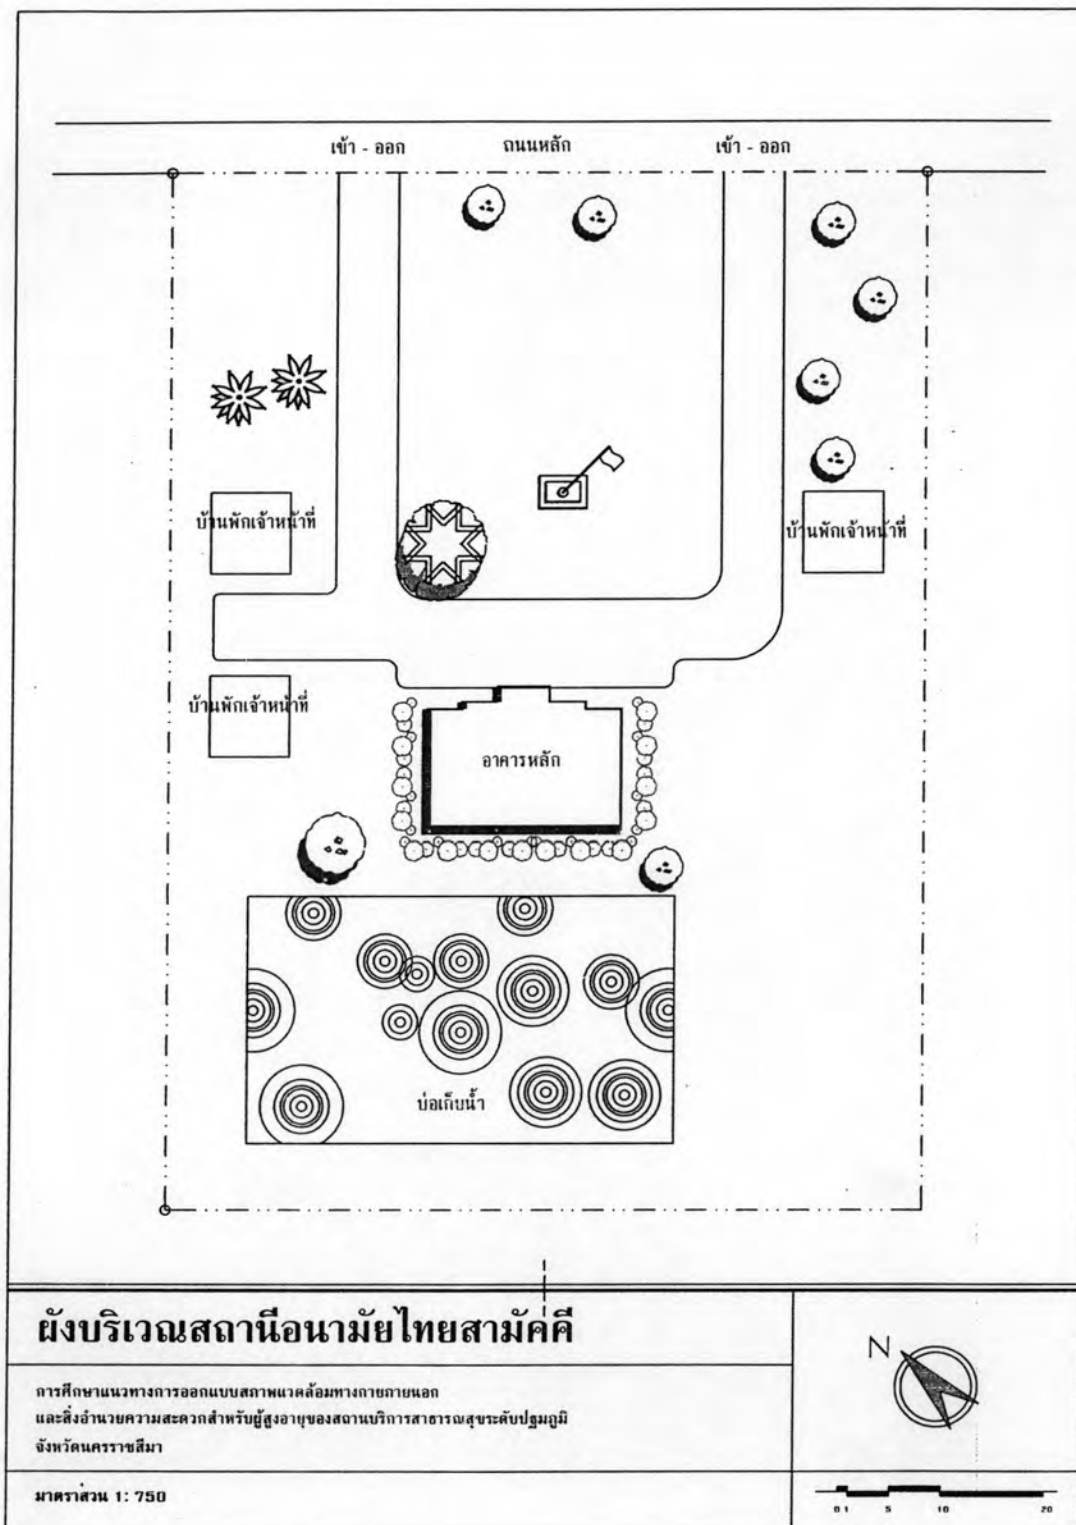 เข้า - ออก ถนนหลัก เข้า - ออก
บ้านพักเจ้าหน้าที่ บ้านพักเจ้าหน้าที่
บ้านพักเจ้าหน้าที่
อาคารหลัก
บ่อเก็บน้ำ
ผังบริเวณสถานีอนามัยไทยสามัคคี
N
การศึกษาแนวทางการออกแบบสภาพแวดล้อมทางกายภายนอก
และสิ่งอำนวยความสะดวกสำหรับผู้สูงอายุของสถานบริการสาธารณสุขระดับปฐมภูมิ
จังหวัดนครราชสีมา
มาตราส่วน 1: 750
0 1 5 10 20